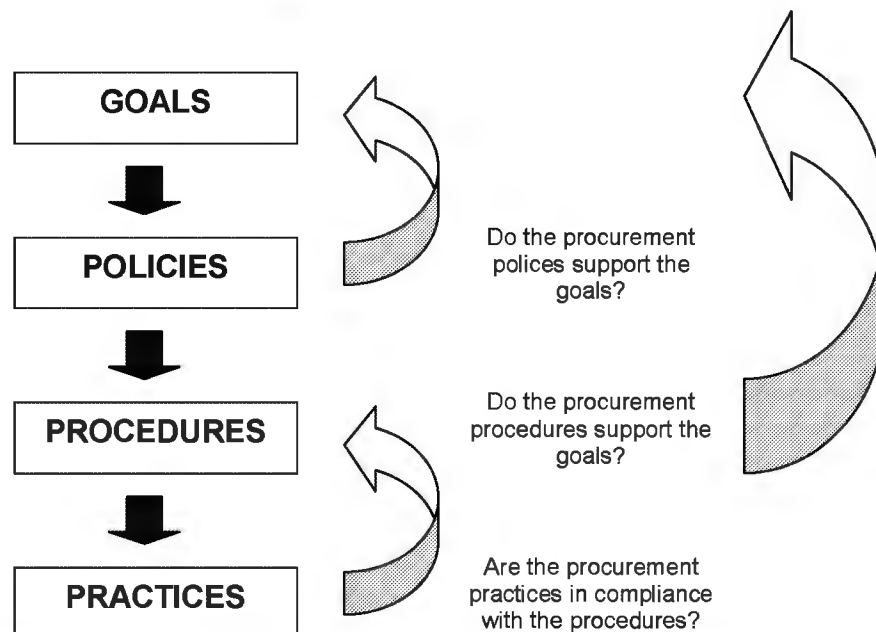 GOALS
POLICIES
Do the procurement
polices support the
goals?
PROCEDURES
Do the procurement
procedures support the
goals?
PRACTICES
Are the procurement
practices in compliance
with the procedures?